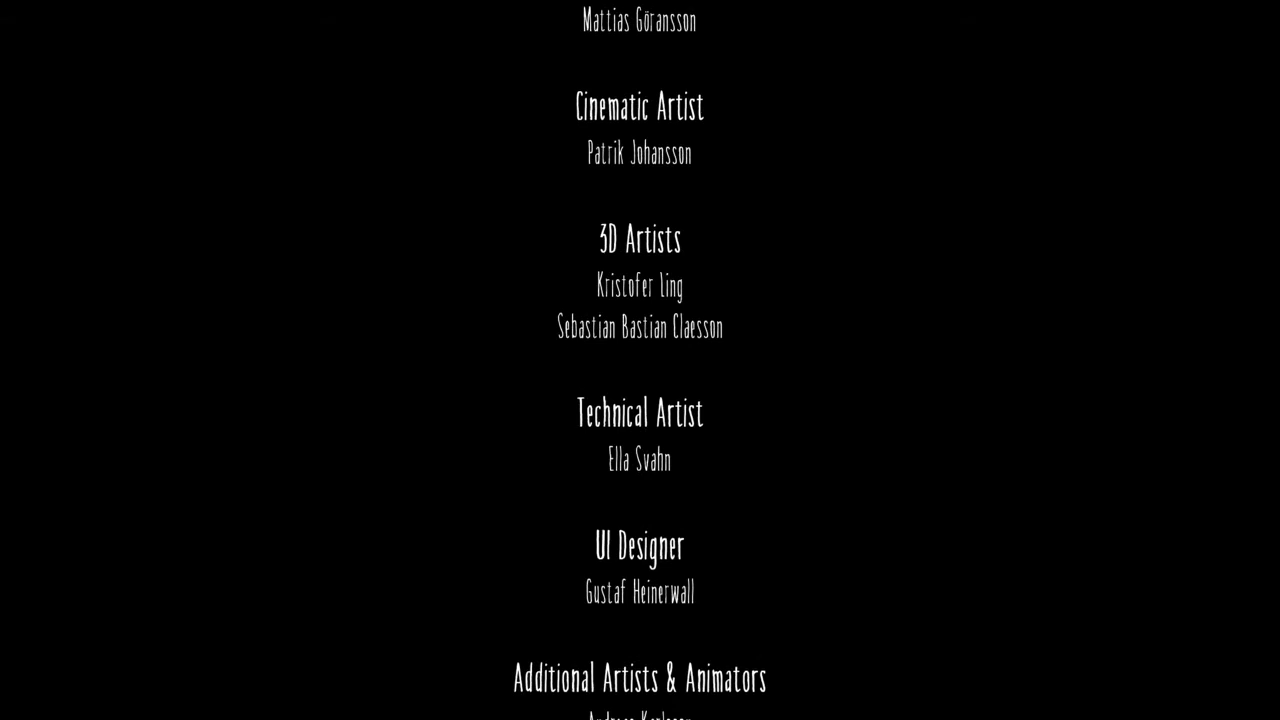 Mattias Göransson
Cinematic Artist
Patrik Johansson
3D Artists
Kristofer Ling
Sebastian Bastian Claesson
Technical Artist
Ella Svahn
UI Designer
Gustaf Heinerwall
Additional Artists & Animators